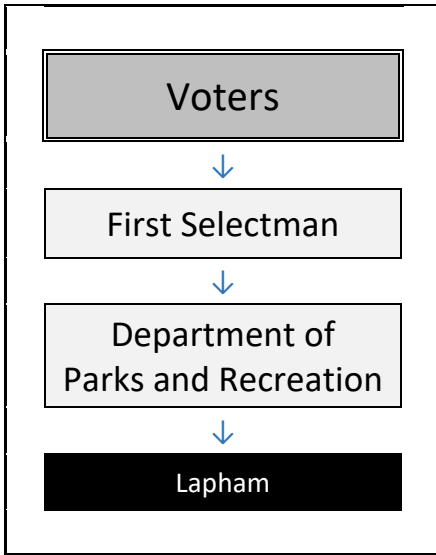 Voters
First Selectman
Department of
Parks and Recreation
Lapham